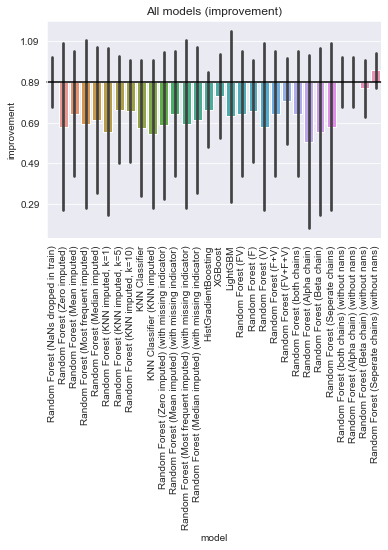 All models (improvement)
1.09
0.89
0.69
0.49
0.29
improvement
Random Forest (NaNs dropped in train)
Random Forest (Zero imputed)
Random Forest (Mean imputed)
Random Forest (Most frequent imputed)
Random Forest (Median imputed)
Random Forest (KNN imputed, k=1)
Random Forest (KNN imputed, k=5)
Random Forest (KNN imputed, k=10)
KNN Classifier
KNN Classifier (KNN imputed)
Random Forest (Zero imputed) (with missing indicator)
Random Forest (Mean imputed) (with missing indicator)
Random Forest (Most frequent imputed) (with missing indicator)
Random Forest (Median imputed) (with missing indicator)
HistGradientBoosting
XGBoost
LightGBM
Random Forest (FV)
Random Forest (F)
Random Forest (V)
Random Forest (F+V)
Random Forest (FV+F+V)
Random Forest (both chains)
Random Forest (Alpha chain)
Random Forest (Beta chain)
Random Forest (Seperate chains)
Random Forest (both chains) (without nans)
Random Forest (Alpha chain) (without nans)
Random Forest (Beta chain) (without nans)
Random Forest (Seperate chains) (without nans)
model